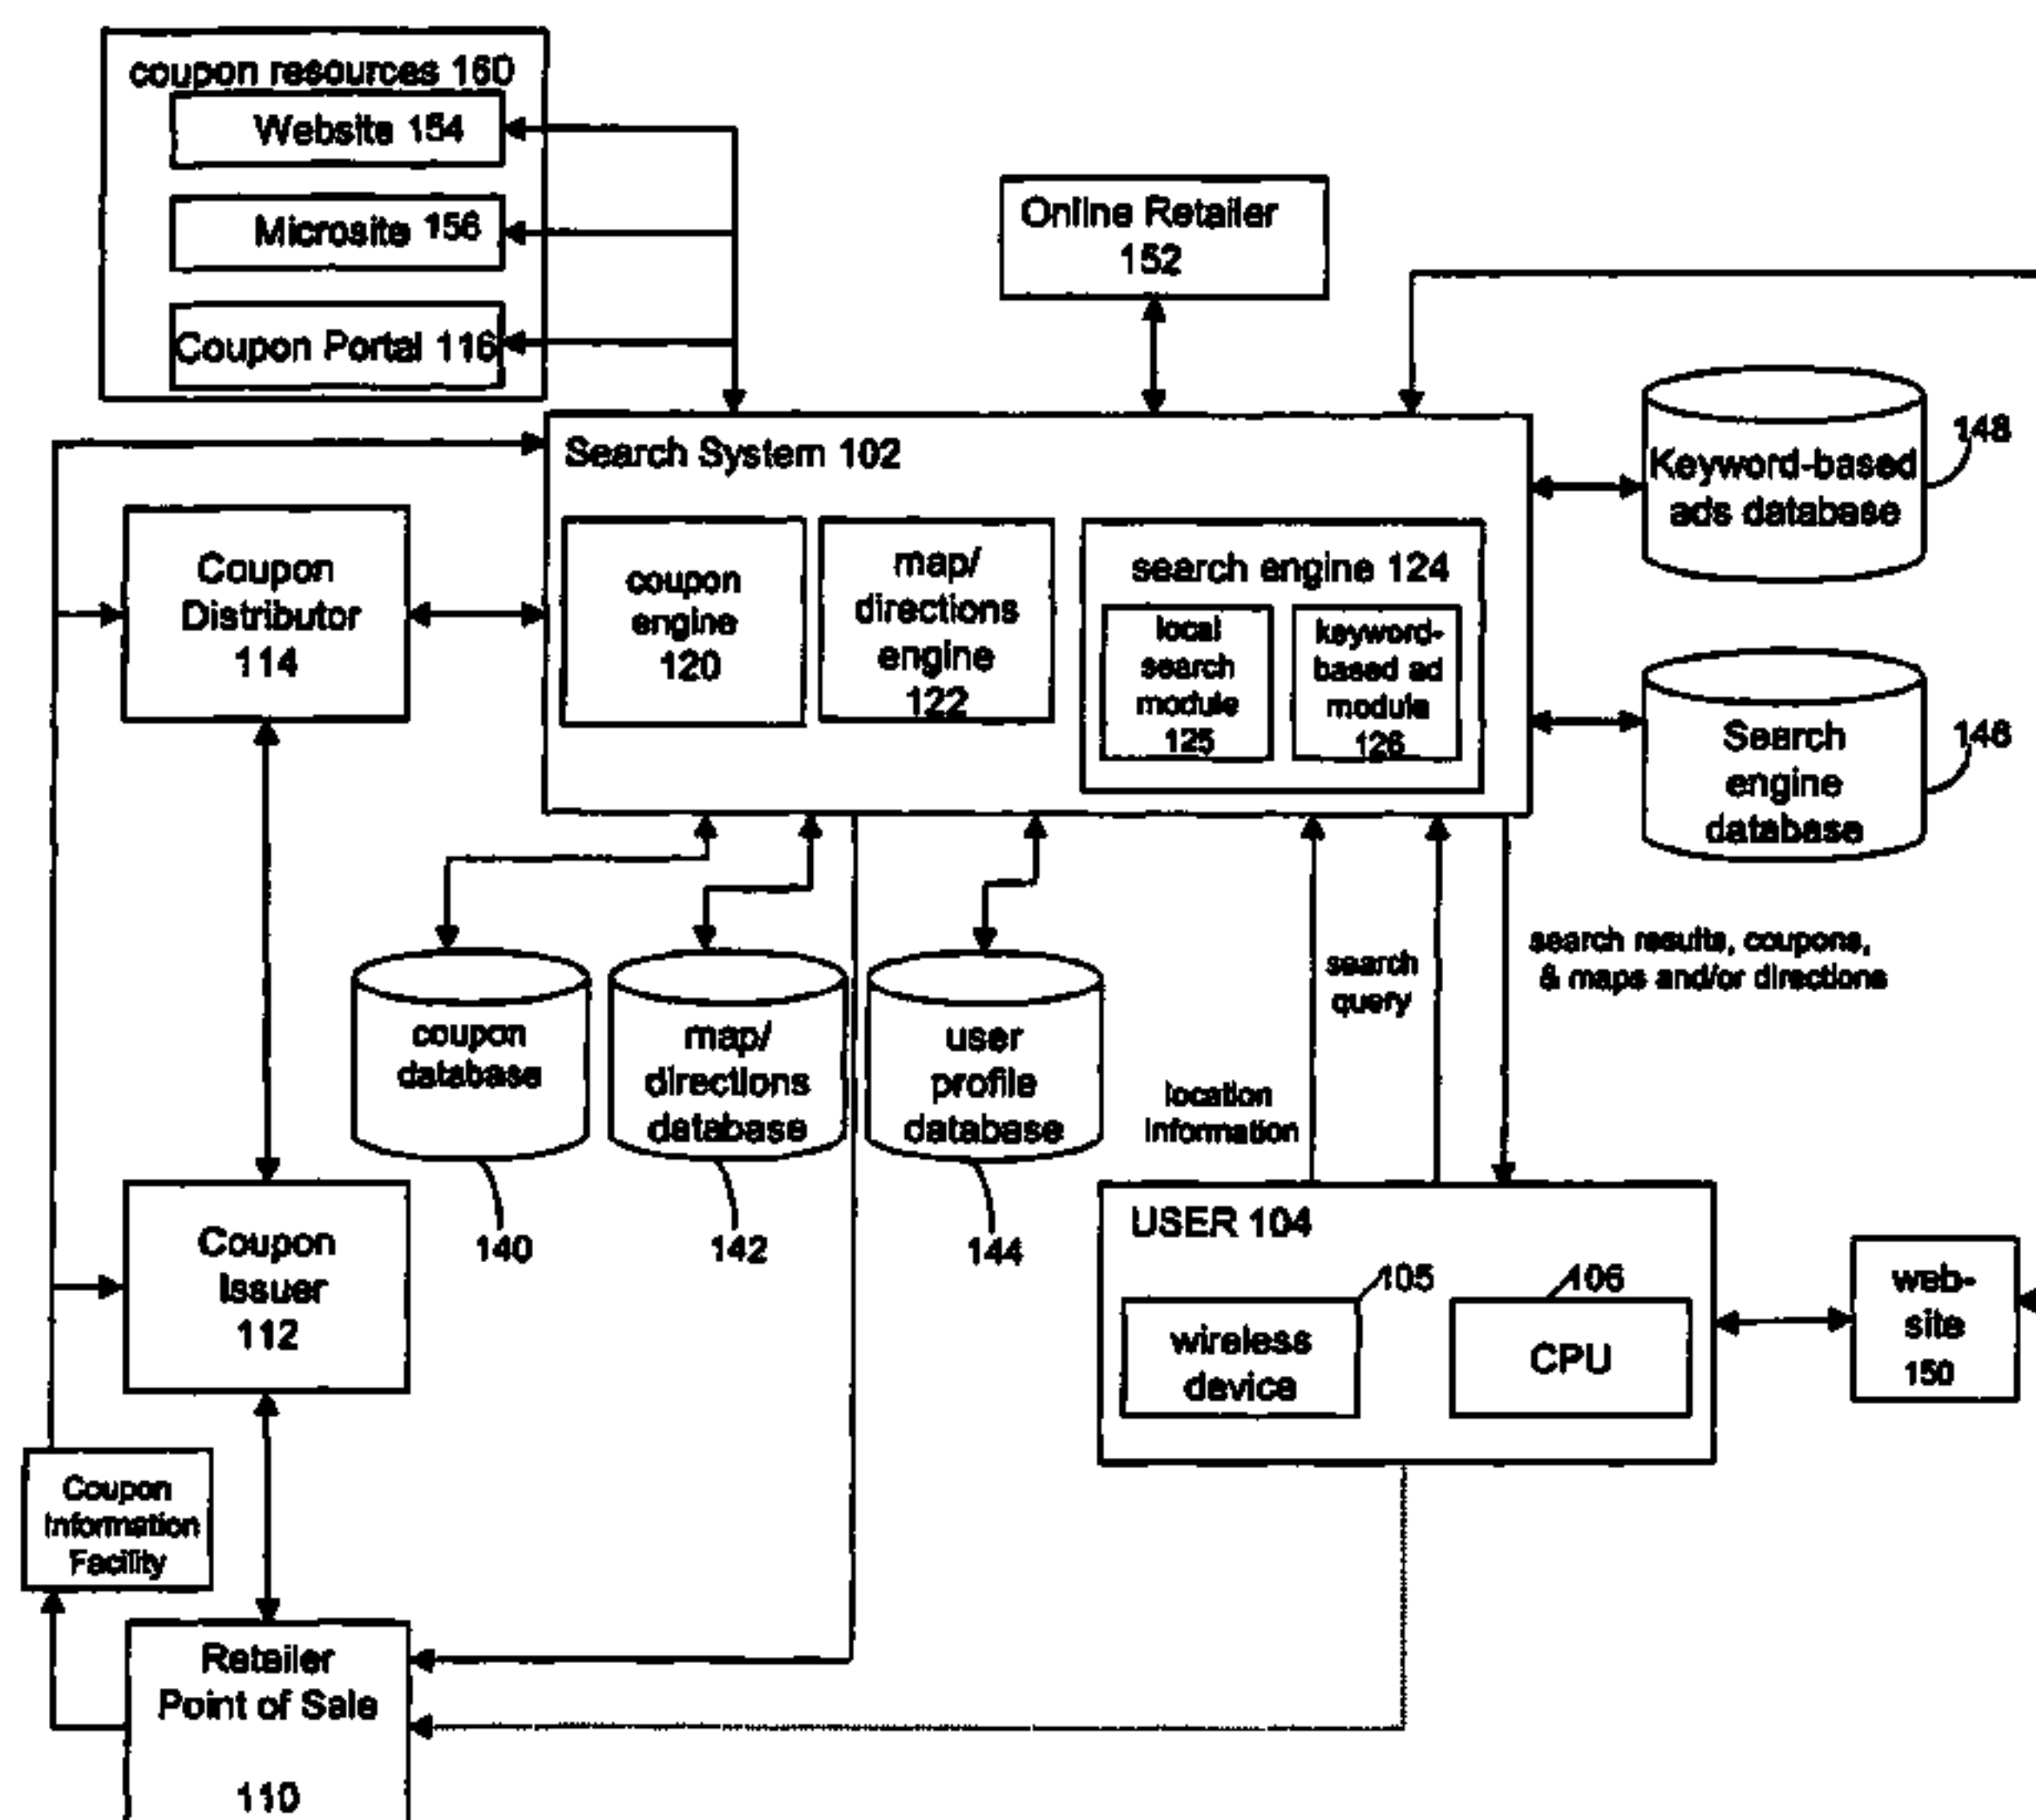 coupon resources 160
Website 154
Microsite 156
Coupon Portal 116
Online Retailer
152
Search System 102
coupon
engine
120
map/
directions
engine
122
search engine 124
local
search
module
125
keyword-
based ad
module
126
Keyword-based
ads database
148
Search
engine
database
146
Coupon
Distributor
114
coupon
database
140
map/
directions
database
142
user
profile
database
144
location
information
search
query
search results, coupons,
& maps and/or directions
Coupon
Issuer
112
USER 104
105
wireless
device
106
CPU
web-
site
150
Coupon
Information
Facility
Retailer
Point of Sale
110